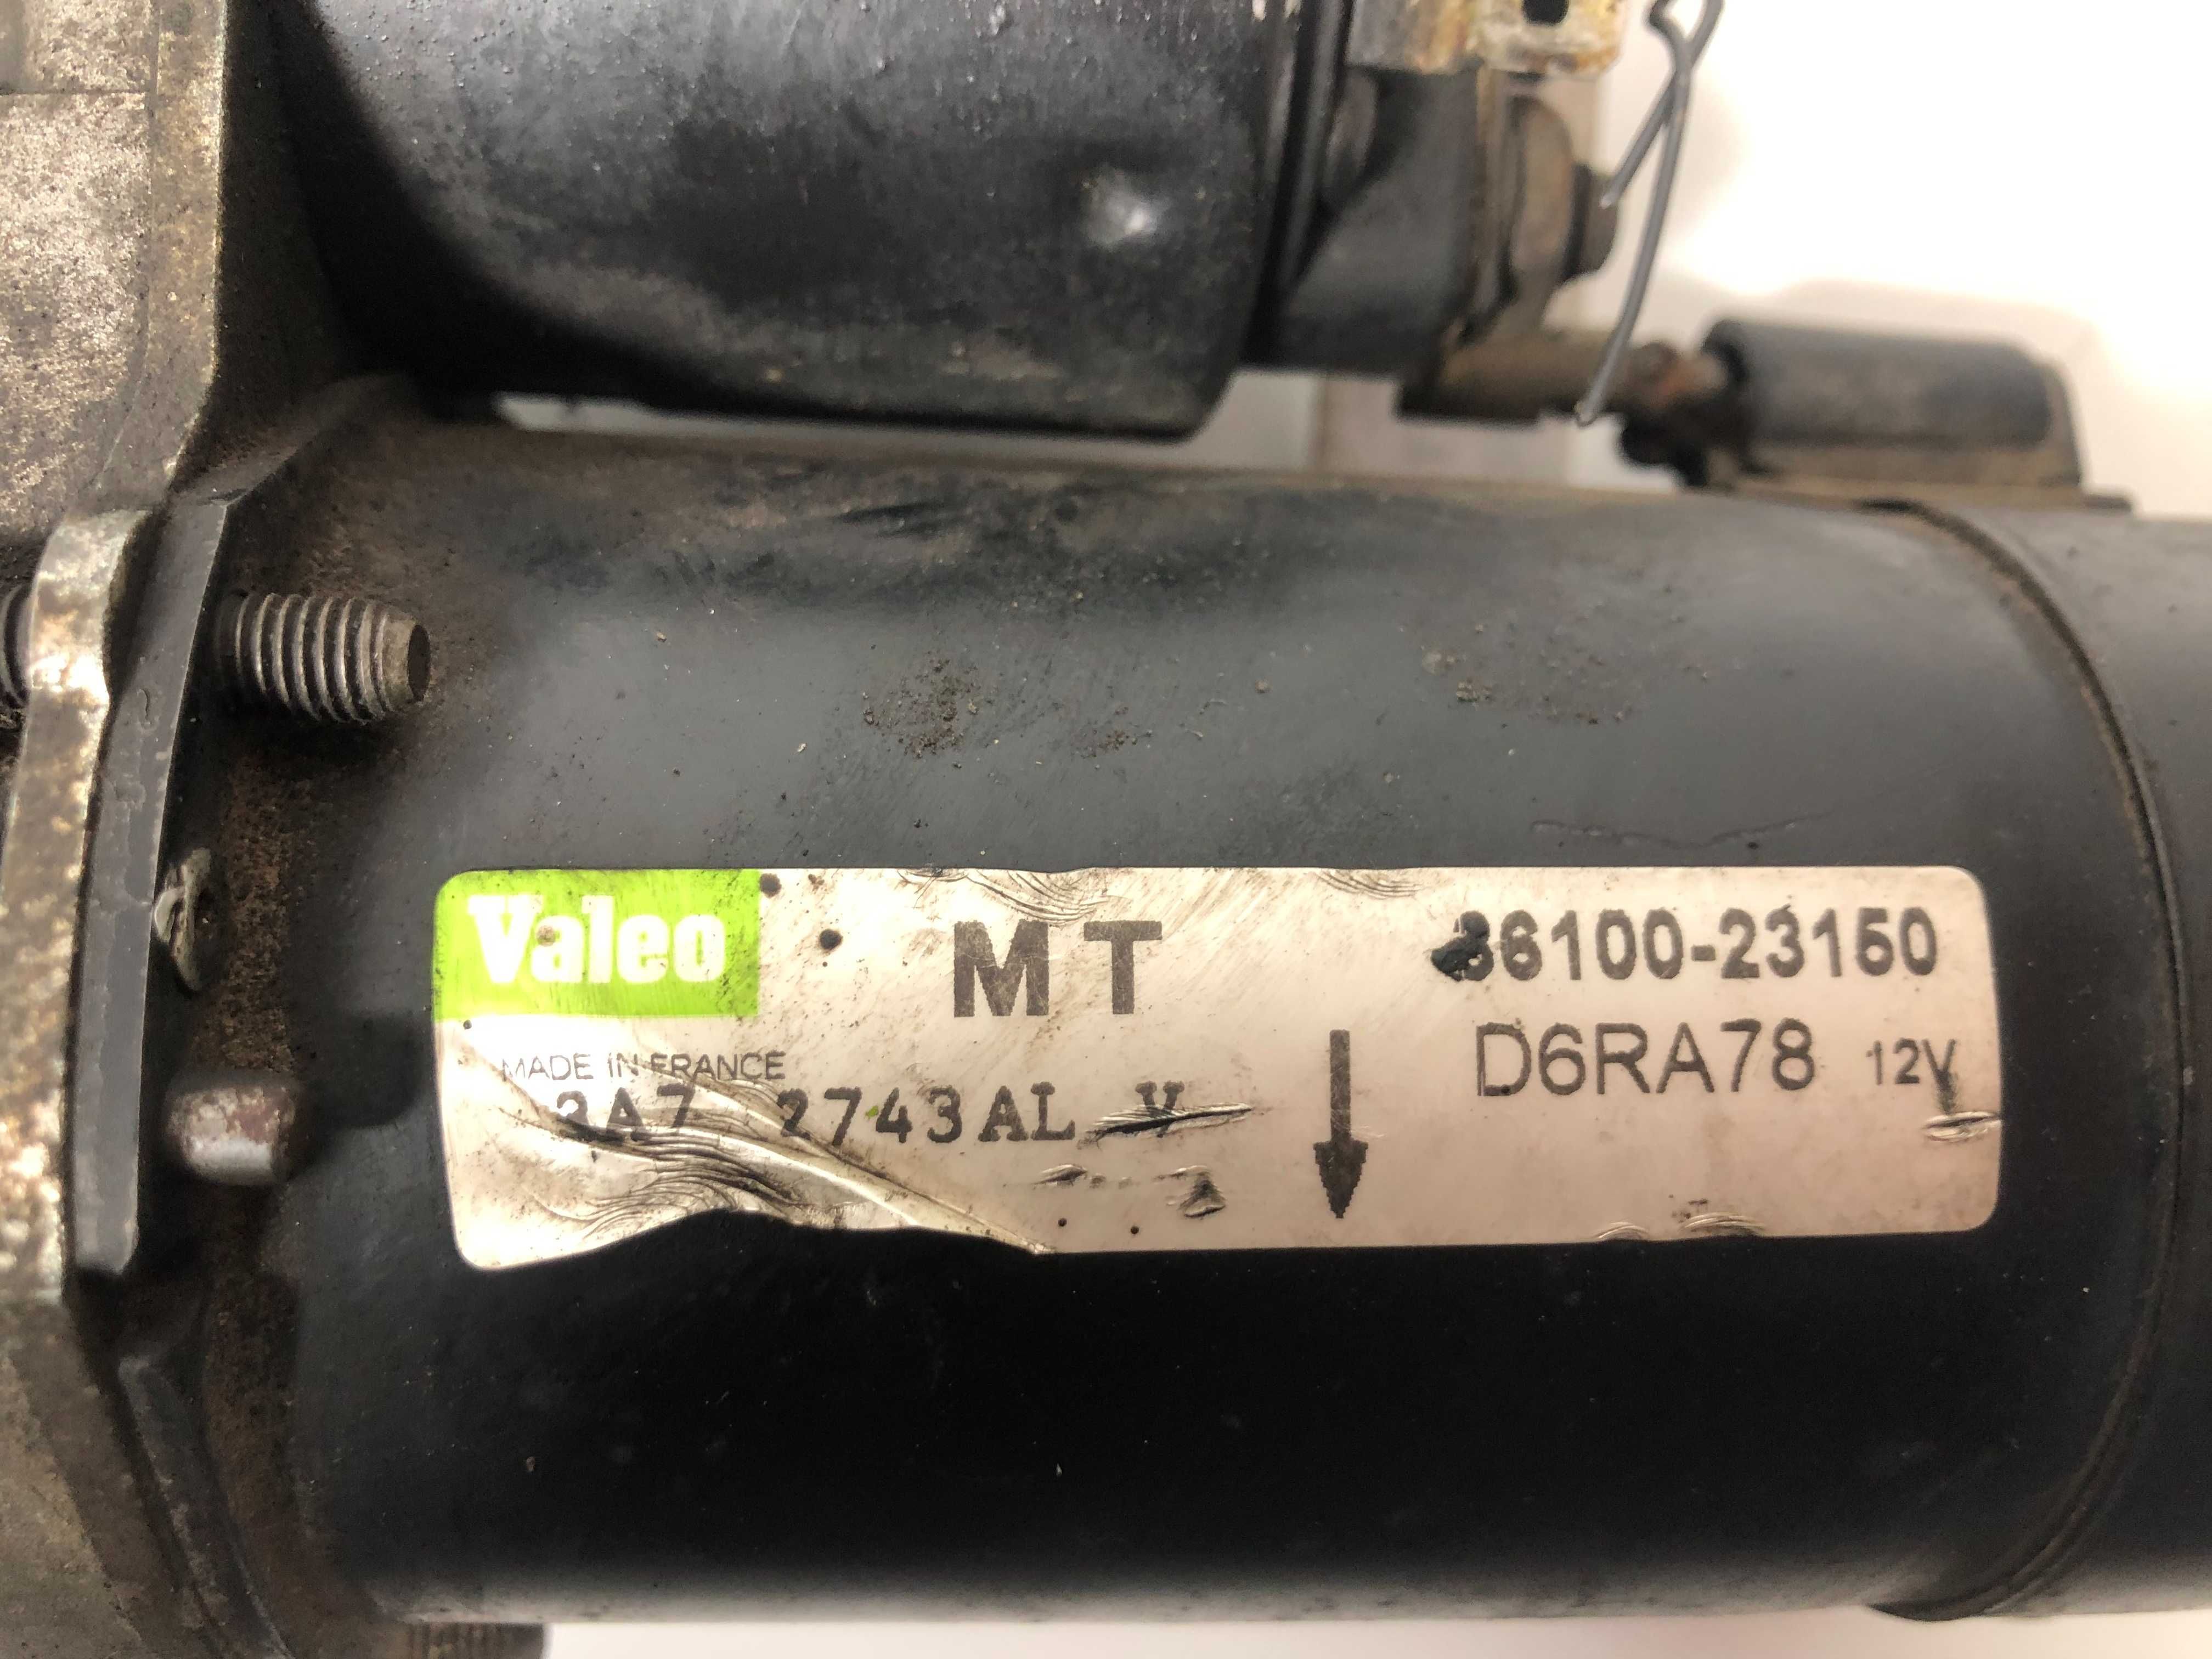 Valeo
MT
36100-23150
D6RA78 12V
MADE IN FRANCE
2743AL V